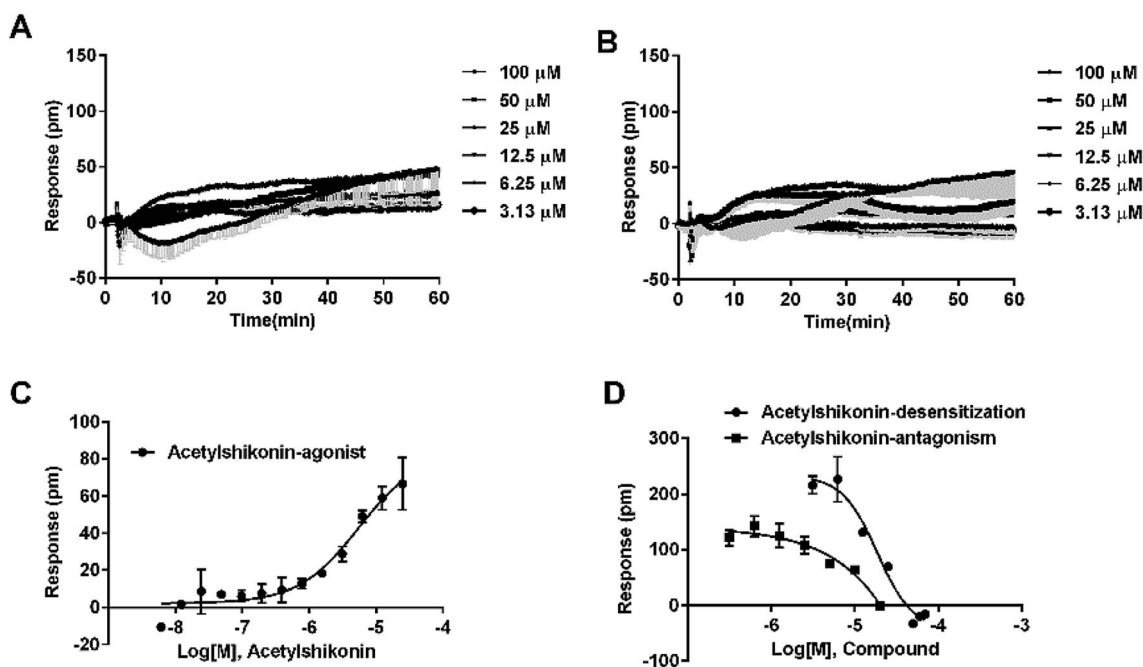 A
150
100
50
0
-50
Response (pm)
0 10 20 30 40 50 60
Time(min)
100 μM
50 μM
25 μM
12.5 μM
6.25 μM
3.13 μM
B
150
100
50
0
-50
Response (pm)
0 10 20 30 40 50 60
Time(min)
100 μM
50 μM
25 μM
12.5 μM
6.25 μM
3.13 μM
C
100
80
60
40
20
0
-20
Response (pm)
Acetylshikonin-agonist
-8 -7 -6 -5 -4
Log[M], Acetylshikonin
D
Acetylshikonin-desensitization
Acetylshikonin-antagonism
300
200
100
0
-100
Response (pm)
-6 -5 -4 -3
Log[M], Compound